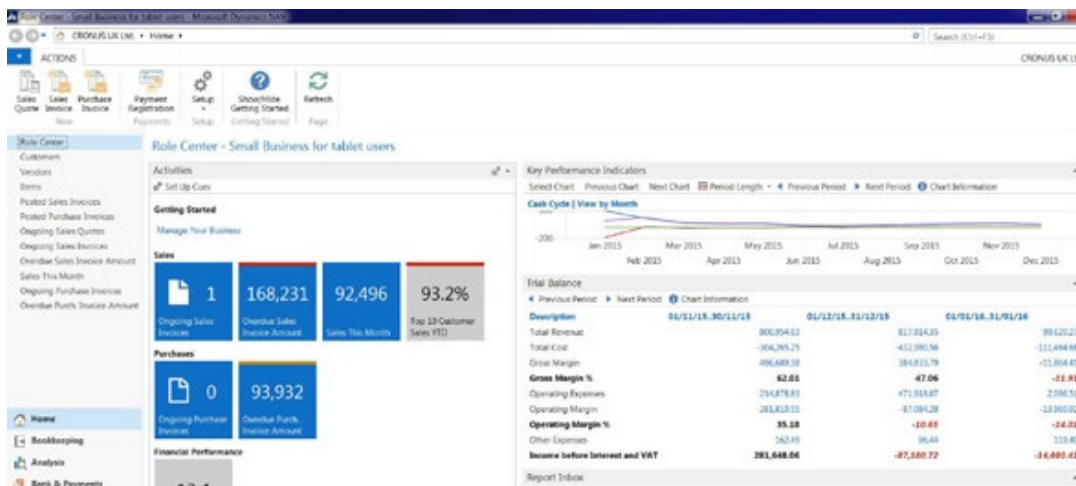 Role Center - Small Business for tablet users - Microsoft Dynamics NAV
CRONUS UK Ltd. Home
Search (Ctrl+F3)
ACTIONS
CRONUS UK L
Sales Quote
Sales Invoice
Purchase Invoice
Payment Registration
Setup
Show/Hide Getting Started
Refresh
New
Payments
Setup
Getting Started
Page
Role Center
Customers
Vendors
Items
Posted Sales Invoices
Posted Purchase Invoices
Ongoing Sales Quotes
Ongoing Sales Invoices
Overdue Sales Invoice Amount
Sales This Month
Ongoing Purchase Invoices
Overdue Purch. Invoice Amount
Home
Bookkeeping
Analysis
Bank & Payments
Role Center - Small Business for tablet users
Activities
Set Up Cues
Getting Started
Manage Your Business
Sales
1
Ongoing Sales
Invoices
168,231
Overdue Sales
Invoice Amount
92,496
Sales This Month
93.2%
Top 10 Customer
Sales YTD
Purchases
0
Ongoing Purchase
Invoices
93,932
Overdue Purch.
Invoice Amount
Financial Performance
Key Performance Indicators
Select Chart Previous Chart Next Chart Period Length Previous Period Next Period Chart Information
Cash Cycle | View by Month
-200
Jan 2015 Mar 2015 May 2015 Jul 2015 Sep 2015 Nov 2015
Feb 2015 Apr 2015 Jun 2015 Aug 2015 Oct 2015 Dec 2015
Trial Balance
Previous Period Next Period Chart Information
Description 01/11/15..30/11/15 01/12/15..31/12/15 01/01/16..31/01/16
Total Revenue
Total Cost
Gross Margin
Gross Margin % 62.01 47.06
Operating Expenses
Operating Margin
Operating Margin % 35.18 -10.65
Other Expenses
Income before Interest and VAT 281,648.06 -87,180.72
Report Inbox